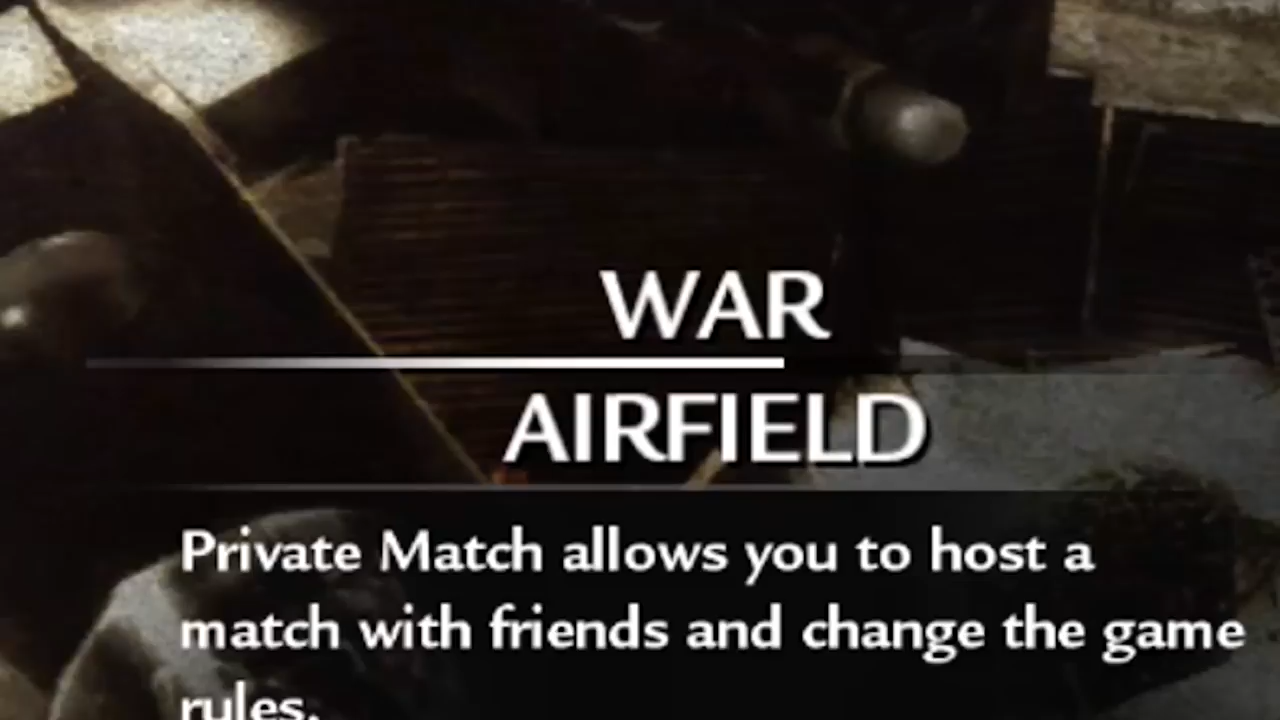 WAR
AIRFIELD
Private Match allows you to host a
match with friends and change the game
rules.